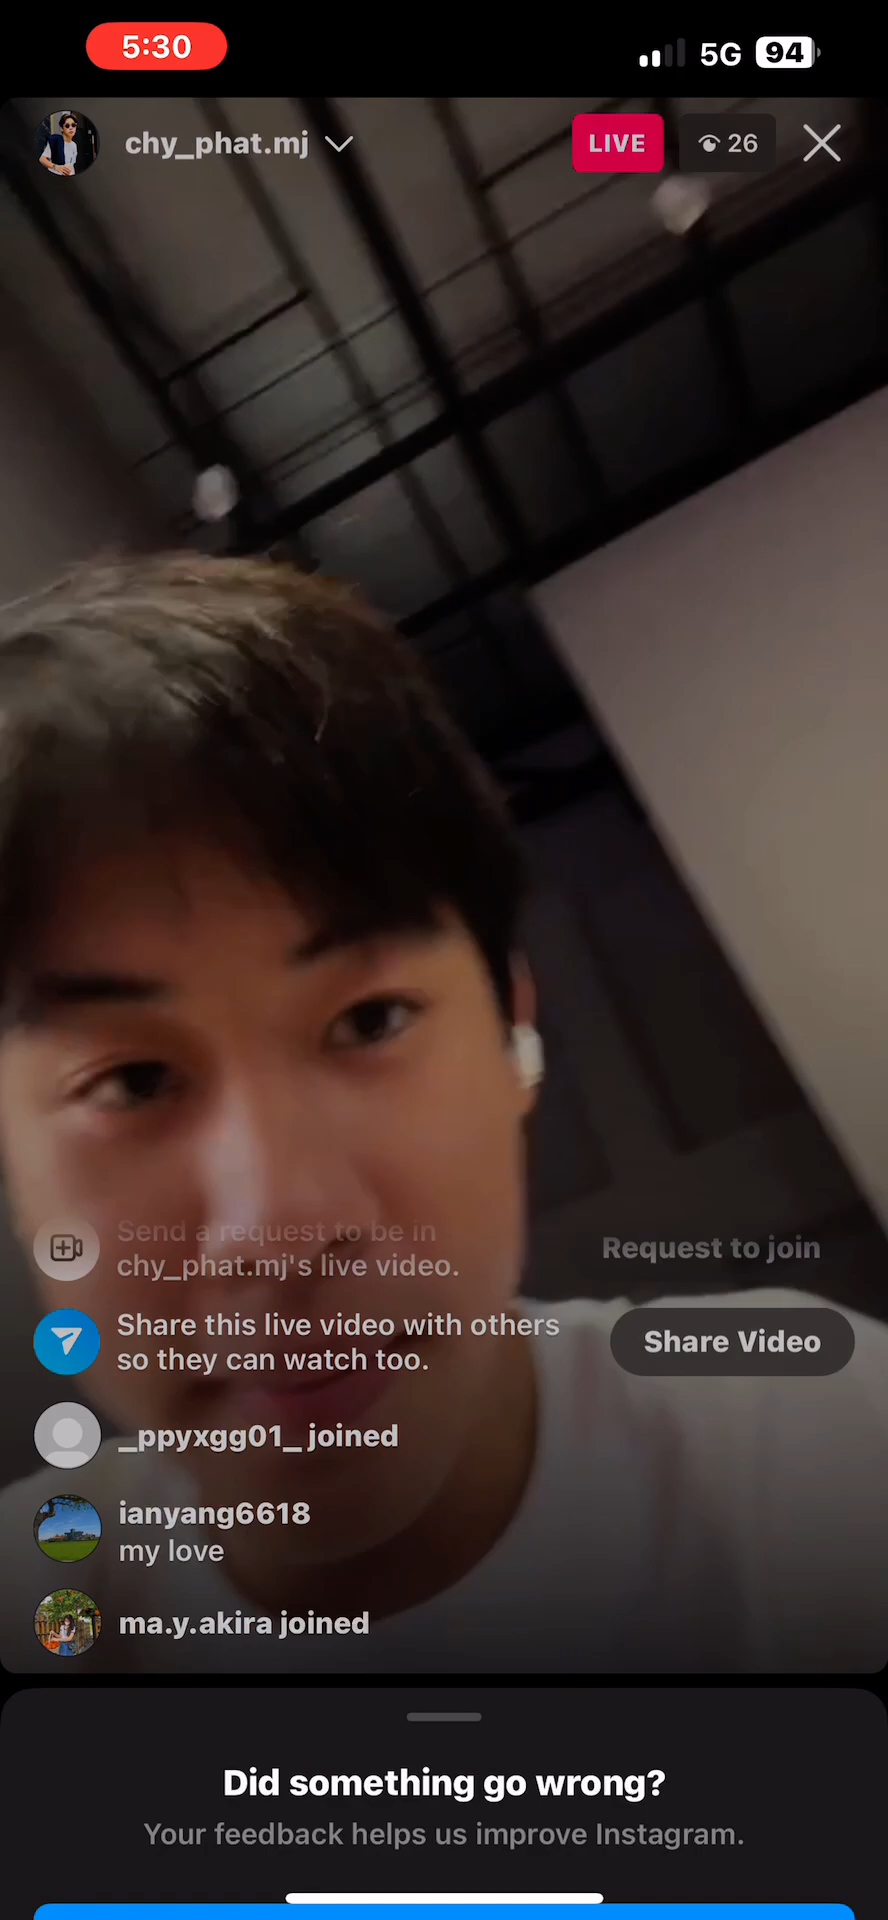 5:30
5G
94
chy_phat.mj
LIVE
26
Send a request to be in
chy_phat.mj's live video.
Request to join
Share this live video with others
so they can watch too.
Share Video
_ppyxgg01_ joined
ianyang6618
my love
ma.y.akira joined
Did something go wrong?
Your feedback helps us improve Instagram.